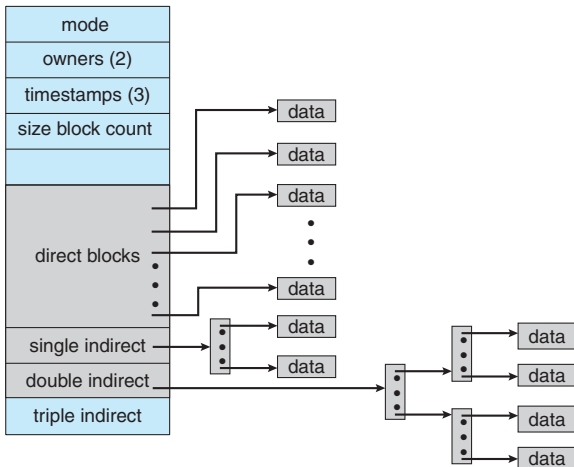 mode
owners (2)
timestamps (3)
size block count
direct blocks
single indirect
double indirect
triple indirect
data
data
data
data
data
data
data
data
data
data